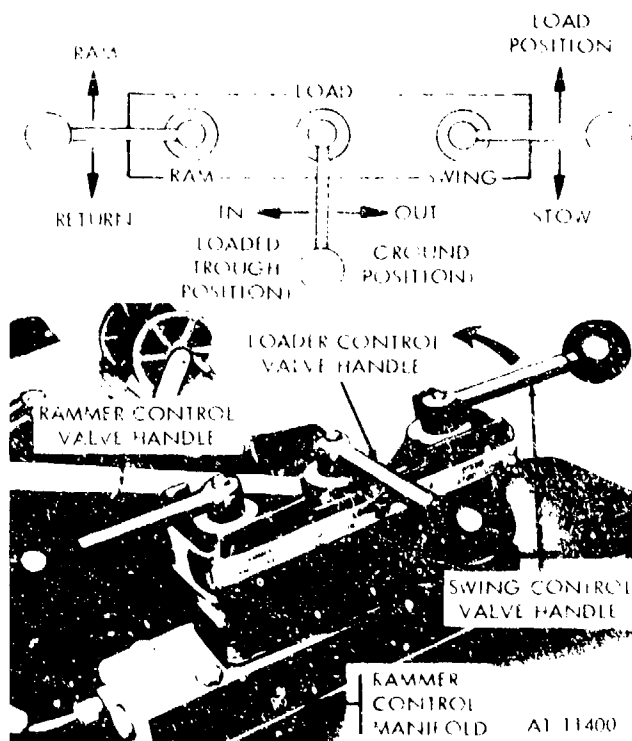 RAM
LOAD
POSITION
LOAD
RAM
SWING
RETURN
IN
OUT
STOW
LOADED
TROUGH
POSITION)
GROUND
POSITION)
LOADER CONTROL
VALVE HANDLE
RAMMER CONTROL
VALVE HANDLE
SWING CONTROL
VALVE HANDLE
RAMMER
CONTROL
MANIFOLD
AT 11400